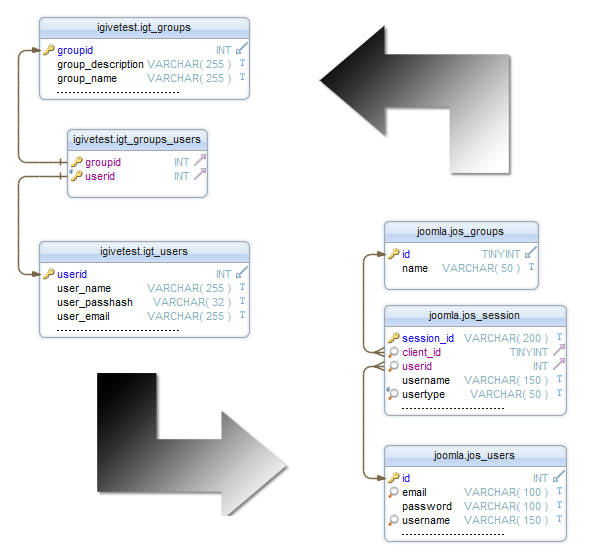 igivetest.igt_groups
groupid INT
group_description VARCHAR( 255 ) T
group_name VARCHAR( 255 ) T
igivetest.igt_groups_users
groupid INT
userid INT
igivetest.igt_users
userid INT
user_name VARCHAR( 255 ) T
user_passhash VARCHAR( 32 ) T
user_email VARCHAR( 255 ) T
joomla.jos_groups
id TINYINT
name VARCHAR( 50 ) T
joomla.jos_session
session_id VARCHAR( 200 ) T
client_id TINYINT
userid INT
username VARCHAR( 150 ) T
usertype VARCHAR( 50 ) T
joomla.jos_users
id INT
email VARCHAR( 100 ) T
password VARCHAR( 100 ) T
username VARCHAR( 150 ) T